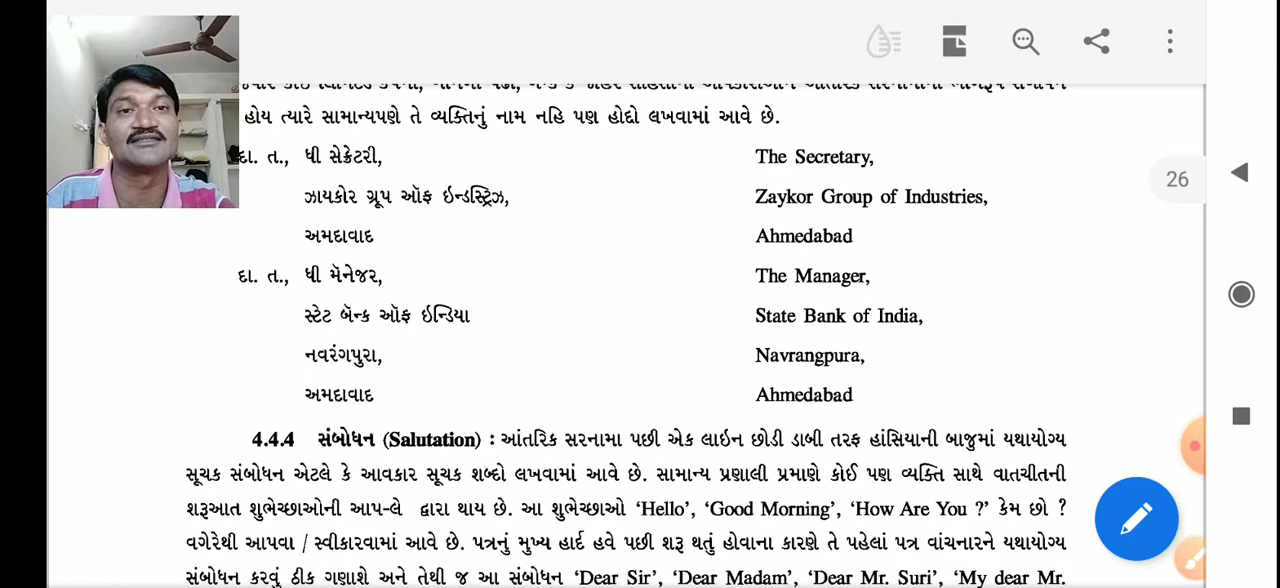 હોય ત્યારે સામાન્યપણે તે વ્યક્તિનું નામ નહિ પણ હોદ્દો લખવામાં આવે છે.
દા. ત., ધી સેક્રેટરી, The Secretary,
ઝાયકોર ગ્રૂપ ઑફ ઇન્ડસ્ટ્રિઝ, Zaykor Group of Industries,
અમદાવાદ Ahmedabad
દા. ત., ધી મૅનેજર, The Manager,
સ્ટેટ બૅન્ક ઑફ ઇન્ડિયા State Bank of India,
નવરંગપુરા, Navrangpura,
અમદાવાદ Ahmedabad
4.4.4 સંબોધન (Salutation) : આંતરિક સરનામા પછી એક લાઇન છોડી ડાબી તરફ હાંસિયાની બાજુમાં યથાયોગ્ય
સૂચક સંબોધન એટલે કે આવકાર સૂચક શબ્દો લખવામાં આવે છે. સામાન્ય પ્રણાલી પ્રમાણે કોઈ પણ વ્યક્તિ સાથે વાતચીતની
શરૂઆત શુભેચ્છાઓની આપ-લે દ્વારા થાય છે. આ શુભેચ્છાઓ ‘Hello’, ‘Good Morning’, ‘How Are You ?’ કેમ છો ?
વગેરેથી આપવા / સ્વીકારવામાં આવે છે. પત્રનું મુખ્ય હાર્દ હવે પછી શરૂ થતું હોવાના કારણે તે પહેલાં પત્ર વાંચનારને યથાયોગ્ય
સંબોધન કરવું ઠીક ગણાશે અને તેથી જ આ સંબોધન ‘Dear Sir’, ‘Dear Madam’, ‘Dear Mr. Suri’, ‘My dear Mr.
26